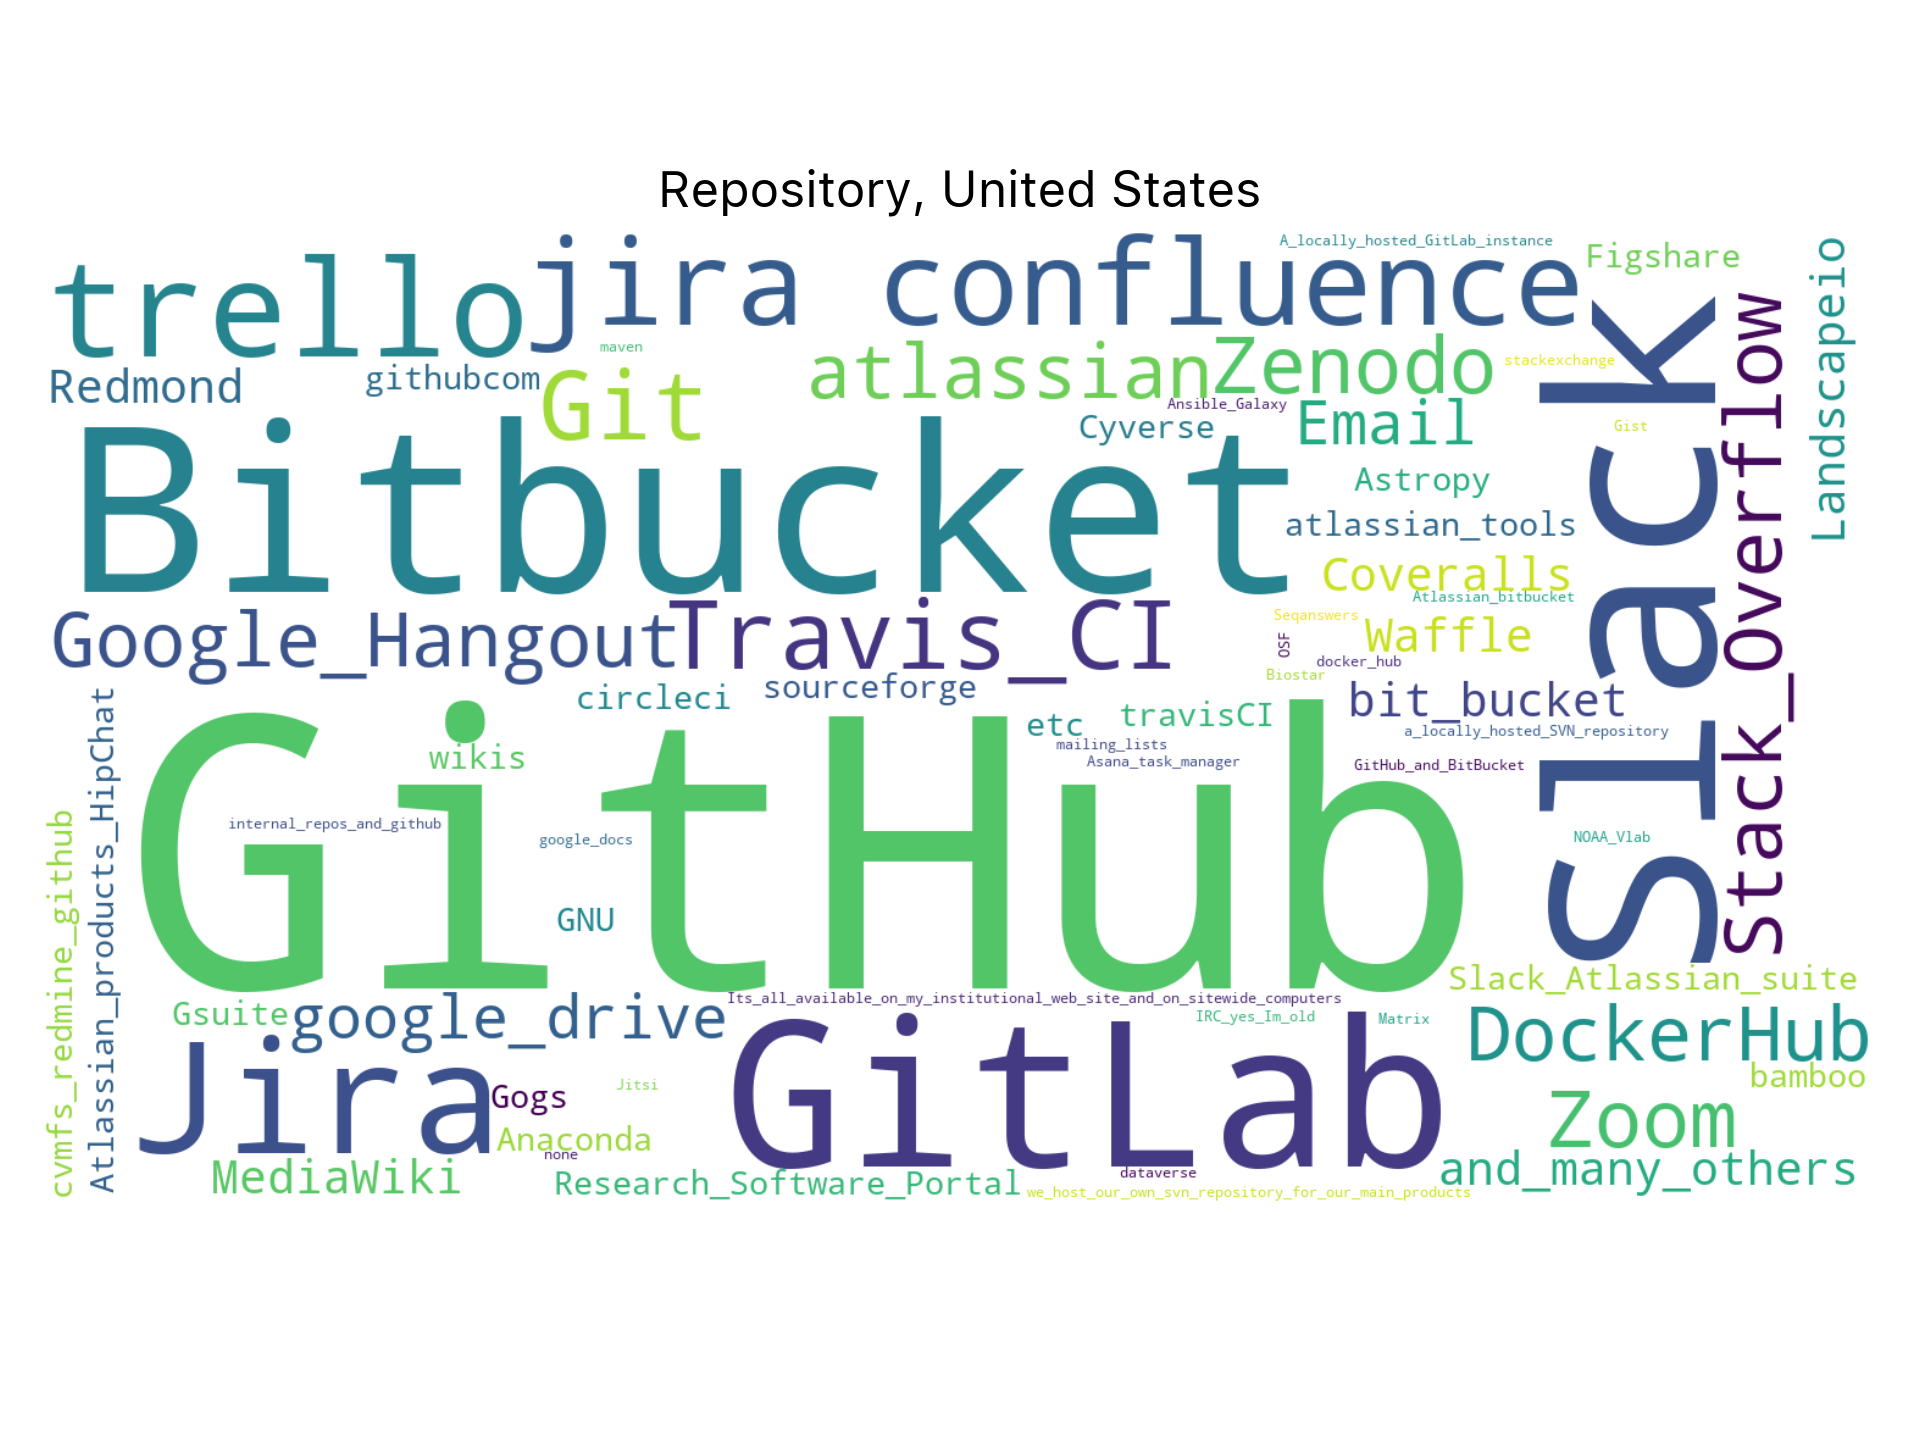 Repository, United States
A_locally_hosted_GitLab_instance
trello
jira confluence
Figshare
Landscapeio
maven
atlassian
Zenodo
stackexchange
Redmond
githubcom
Git
Ansible_Galaxy
Email
Slack
Stack_Overflow
Cyverse
Gist
Bitbucket
Astropy
atlassian_tools
Coveralls
Atlassian_bitbucket
Google_Hangout
Travis_CI
Seqanswers
Waffle
OSF
docker_hub
Biostar
circleci
sourceforge
bit_bucket
etc
travisCI
a_locally_hosted_SVN_repository
mailing_lists
wikis
Asana_task_manager
GitHub_and_BitBucket
GitHub
internal_repos_and_github
google_docs
NOAA_Vlab
cvmfs_redmine_github
Atlassian_products_HipChat
GNU
Slack_Atlassian_suite
Gsuite
google_drive
Its_all_available_on_my_institutional_web_site_and_on_sitewide_computers
IRC_yes_Im_old
Matrix
DockerHub
Jira
Gogs
Jitsi
GitLab
bamboo
Zoom
Anaconda
none
MediaWiki
Research_Software_Portal
dataverse
and_many_others
we_host_our_own_svn_repository_for_our_main_products